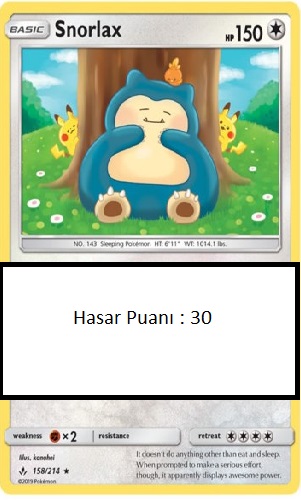 BASIC Snorlax HP 150
NO. 143 Sleeping Pokémon HT 6'11" WT: 1014.1 lbs.
Hasar Puanı : 30
weakness ×2 resistance retreat
Illus. kanahei
158/214 ★
©2019 Pokémon
It doesn't do anything other than eat and sleep.
When prompted to make a serious effort
though, it apparently displays awesome power.